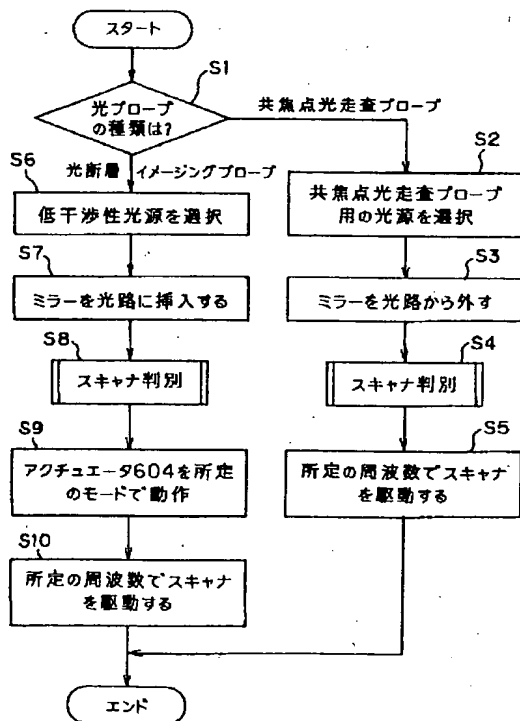 スタート
S1
光プローブ
の種類は?
共焦点光走査プローブ
光断層 イメージングプローブ
S6
低干渉性光源を選択
S7
ミラーを光路に挿入する
S8
スキャナ判別
S9
アクチュエータ604を所定
のモードで動作
S10
所定の周波数でスキャナ
を駆動する
S2
共焦点光走査プローブ
用の光源を選択
S3
ミラーを光路から外す
S4
スキャナ判別
S5
所定の周波数でスキャナ
を駆動する
エンド